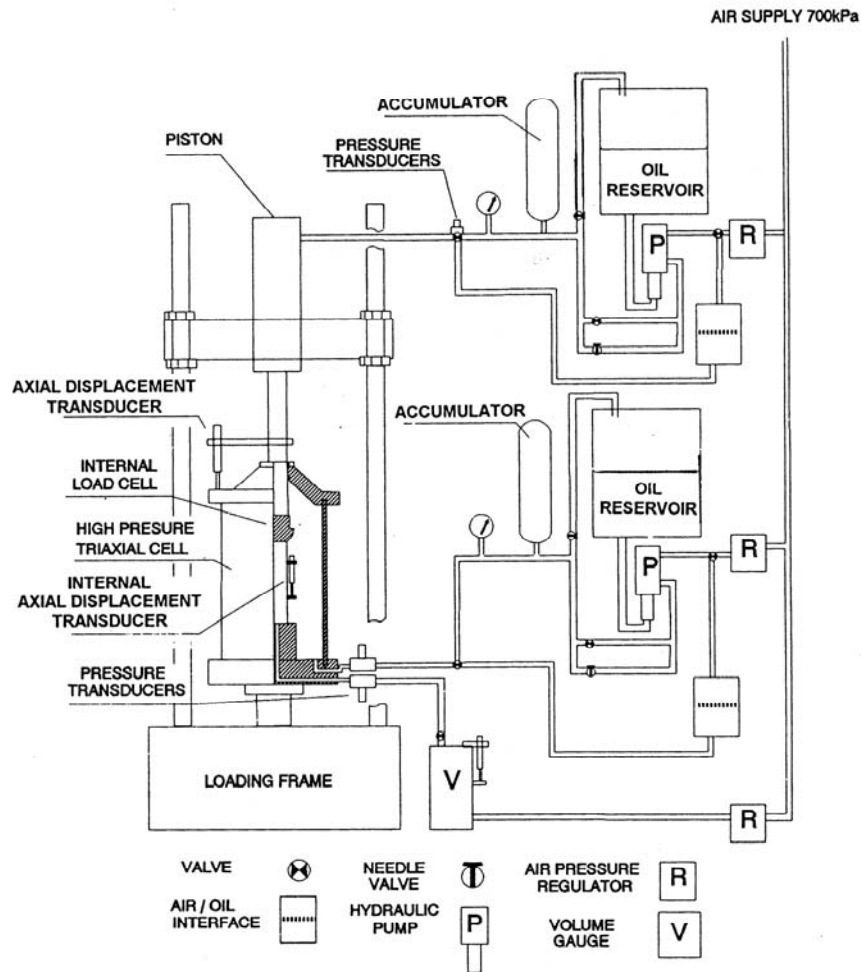 AIR SUPPLY 700kPa
ACCUMULATOR
PISTON
PRESSURE
TRANSDUCERS
OIL
RESERVOIR
P
R
AXIAL DISPLACEMENT
TRANSDUCER
ACCUMULATOR
INTERNAL
LOAD CELL
OIL
RESERVOIR
HIGH PRESURE
TRIAXIAL CELL
P
R
INTERNAL
AXIAL DISPLACEMENT
TRANSDUCER
PRESSURE
TRANSDUCERS
LOADING FRAME
V
R
VALVE
NEEDLE
VALVE
AIR PRESSURE
REGULATOR
R
AIR / OIL
INTERFACE
HYDRAULIC
PUMP
P
VOLUME
GAUGE
V